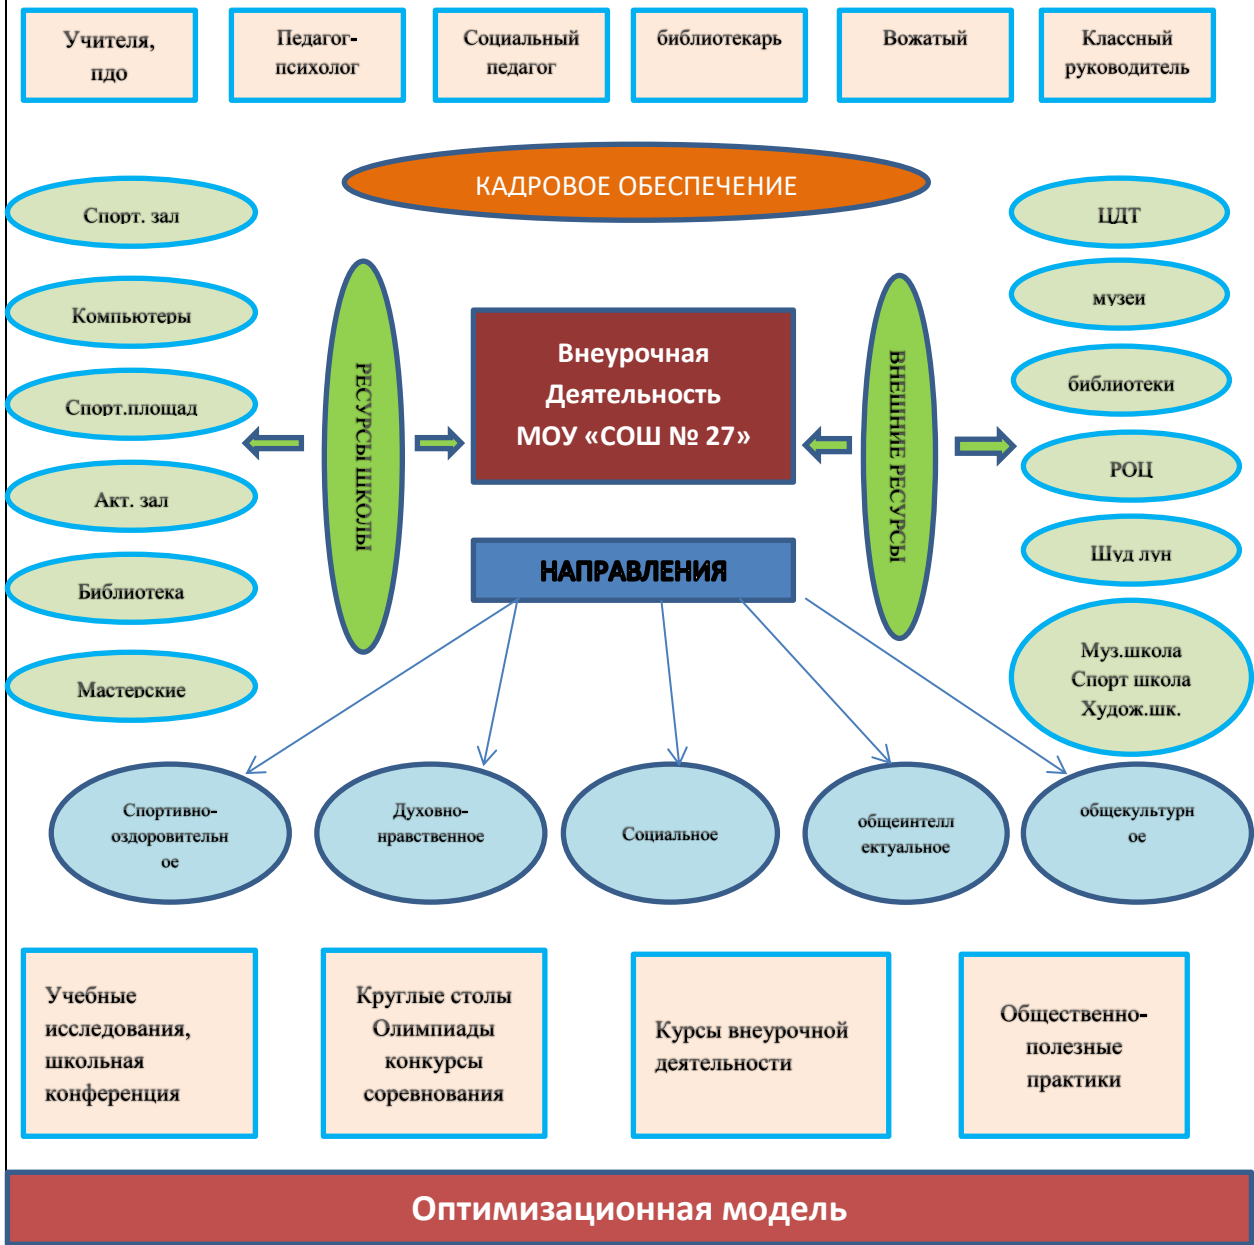 Учителя,
пдо
Педагог-
психолог
Социальный
педагог
библиотекарь
Вожатый
Классный
руководитель
КАДРОВОЕ ОБЕСПЕЧЕНИЕ
Спорт. зал
Компьютеры
Спорт.площад
Акт. зал
Библиотека
Мастерские
РЕСУРСЫ ШКОЛЫ
Внеурочная
Деятельность
МОУ «СОШ № 27»
ВНЕШНИЕ РЕСУРСЫ
ЦДТ
музеи
библиотеки
РОЦ
Шуд лун
Муз.школа
Спорт школа
Худож.шк.
НАПРАВЛЕНИЯ
Спортивно-
оздоровительн
ое
Духовно-
нравственное
Социальное
общеинтелл
ектуальное
общекультурн
ое
Учебные
исследования,
школьная
конференция
Круглые столы
Олимпиады
конкурсы
соревнования
Курсы внеурочной
деятельности
Общественно-
полезные
практики
Оптимизационная модель